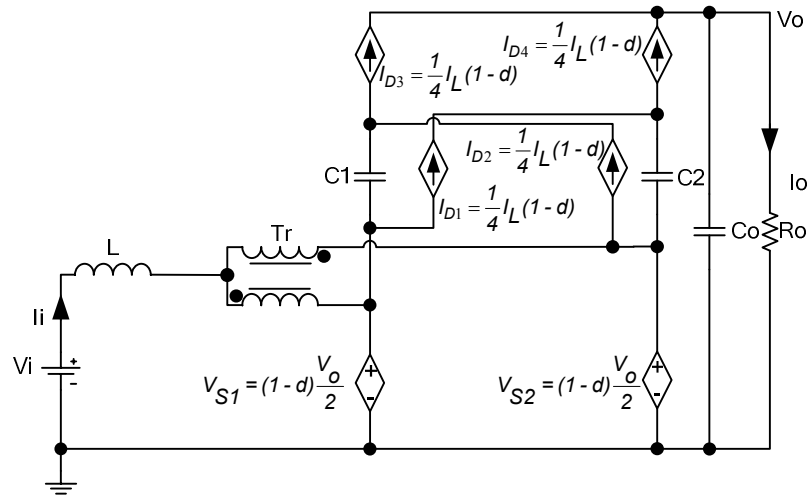 Vo
I_D3 = 1/4 I_L (1 - d)
I_D4 = 1/4 I_L (1 - d)
I_D2 = 1/4 I_L (1 - d)
C1
C2
I_D1 = 1/4 I_L (1 - d)
Io
Tr
Co
Ro
L
Ii
Vi
+
-
V_S1 = (1 - d) V_o/2
+
-
V_S2 = (1 - d) V_o/2
+
-